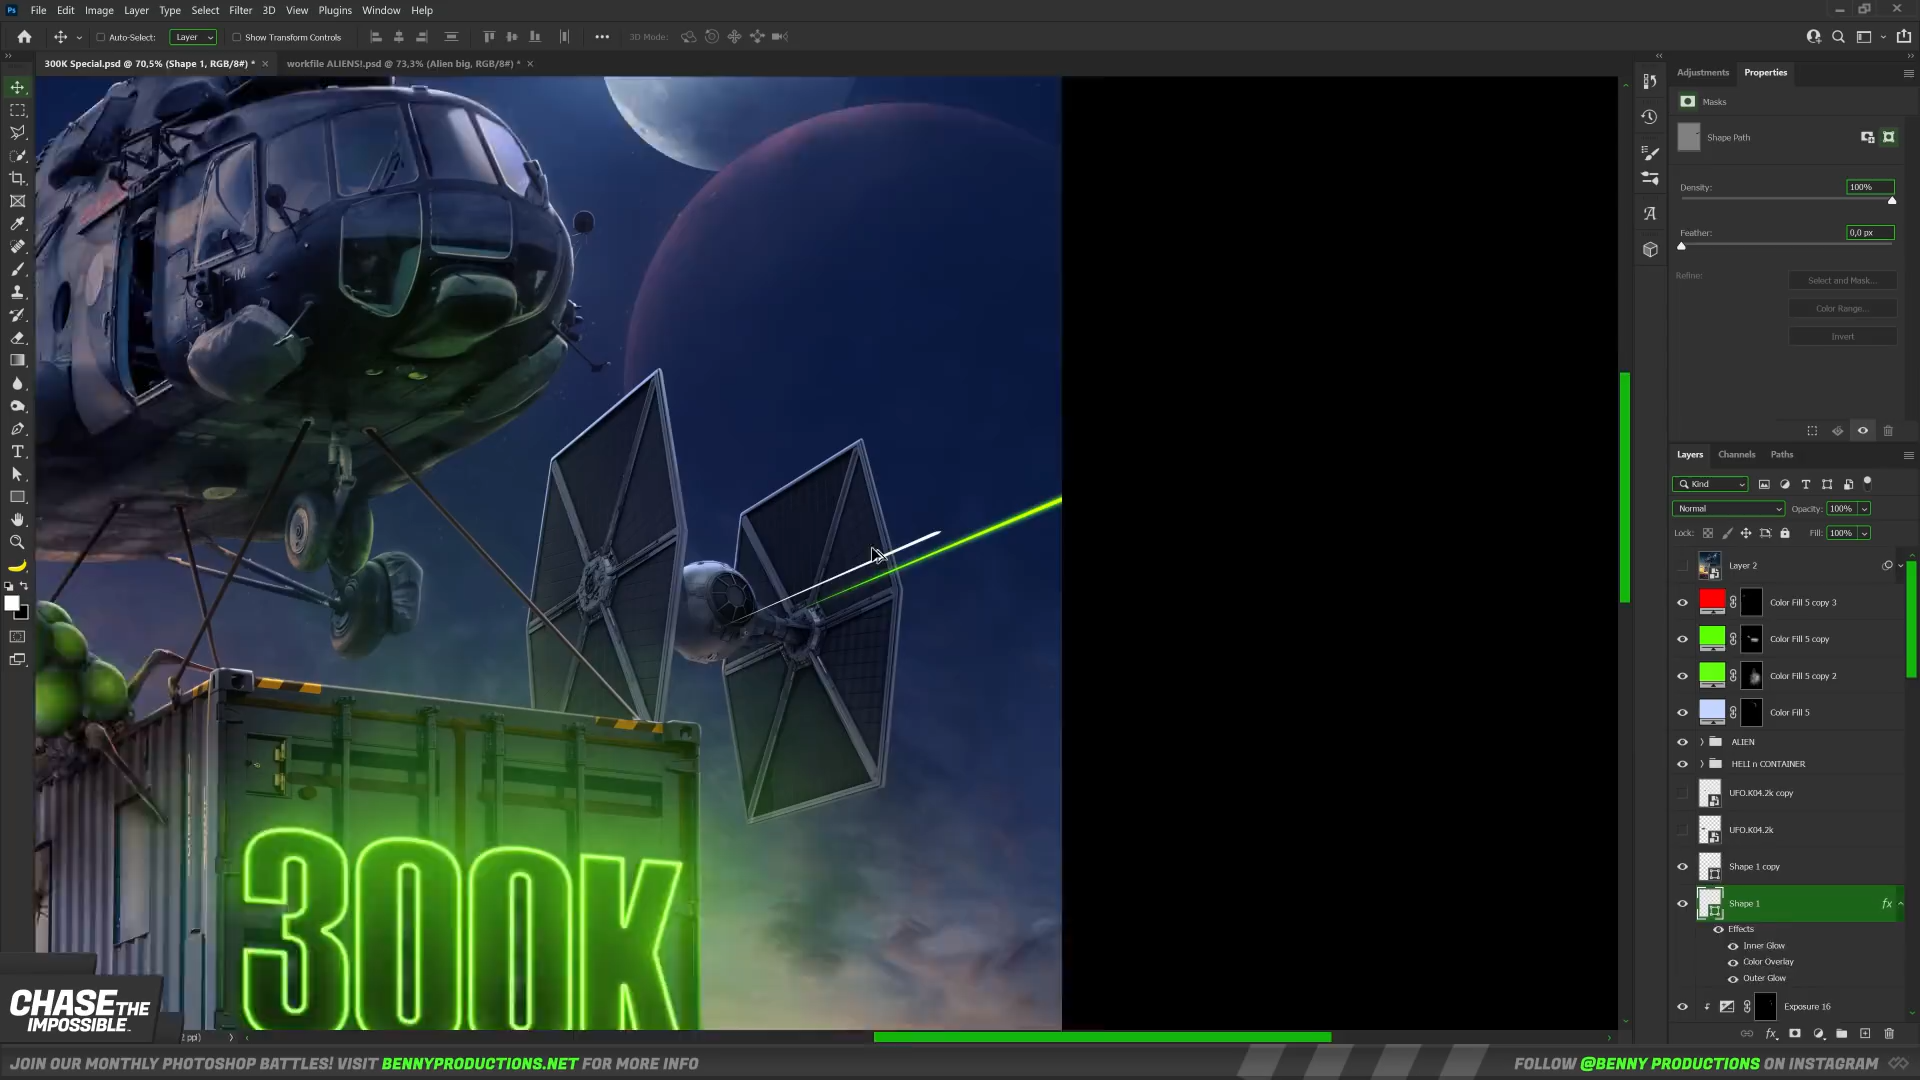 Ps File Edit Image Layer Type Select Filter 3D View Plugins Window Help
Auto-Select: Layer Show Transform Controls 3D Mode:
300K Special.psd @ 70,5% (Shape 1, RGB/8#) * workfile ALIENS!.psd @ 73,3% (Alien big, RGB/8#) *
Adjustments Properties
Masks
Shape Path
Density: 100%
Feather: 0,0 px
Refine: Select and Mask...
Color Range...
Invert
Layers Channels Paths
Kind
Normal Opacity: 100%
Lock: Fill: 100%
Layer 2
Color Fill 5 copy 3
Color Fill 5 copy
Color Fill 5 copy 2
Color Fill 5
ALIEN
HELI n CONTAINER
UFO.K04.2k copy
UFO.K04.2k
Shape 1 copy
Shape 1 fx
Effects
Inner Glow
Color Overlay
Outer Glow
Exposure 16
300K
CHASE THE
IMPOSSIBLE
ppi)
JOIN OUR MONTHLY PHOTOSHOP BATTLES! VISIT BENNYPRODUCTIONS.NET FOR MORE INFO
FOLLOW @BENNY PRODUCTIONS ON INSTAGRAM